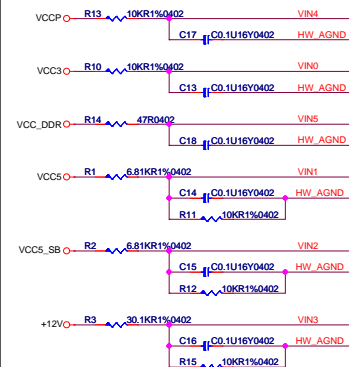 VCCP R13 10KR1%0402 VIN4
C17 C0.1U16Y0402 HW_AGND
VCC3 R10 10KR1%0402 VIN0
C13 C0.1U16Y0402 HW_AGND
VCC_DDR R14 47R0402 VIN5
C18 C0.1U16Y0402 HW_AGND
VCC5 R1 6.81KR1%0402 VIN1
C14 C0.1U16Y0402 HW_AGND
R11 10KR1%0402
VCC5_SB R2 6.81KR1%0402 VIN2
C15 C0.1U16Y0402 HW_AGND
R12 10KR1%0402
+12V R3 30.1KR1%0402 VIN3
C16 C0.1U16Y0402 HW_AGND
R15 10KR1%0402